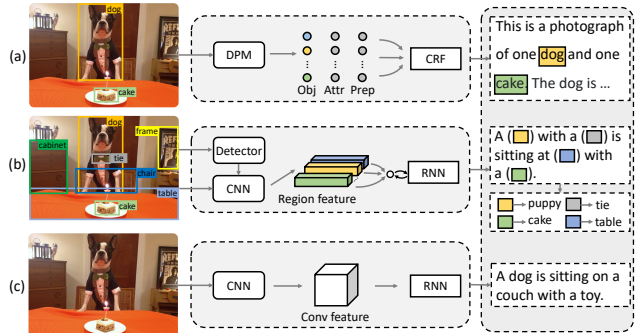 (a)
dog
cake
DPM
Obj Attr Prep
CRF
This is a photograph
of one dog and one
cake. The dog is ...
(b)
cabinet
dog
frame
tie
chair
table
cake
Detector
CNN
Region feature
RNN
A ( ) with a ( ) is
sitting at ( ) with
a ( ).
puppy tie
cake table
(c)
CNN
Conv feature
RNN
A dog is sitting on a
couch with a toy.